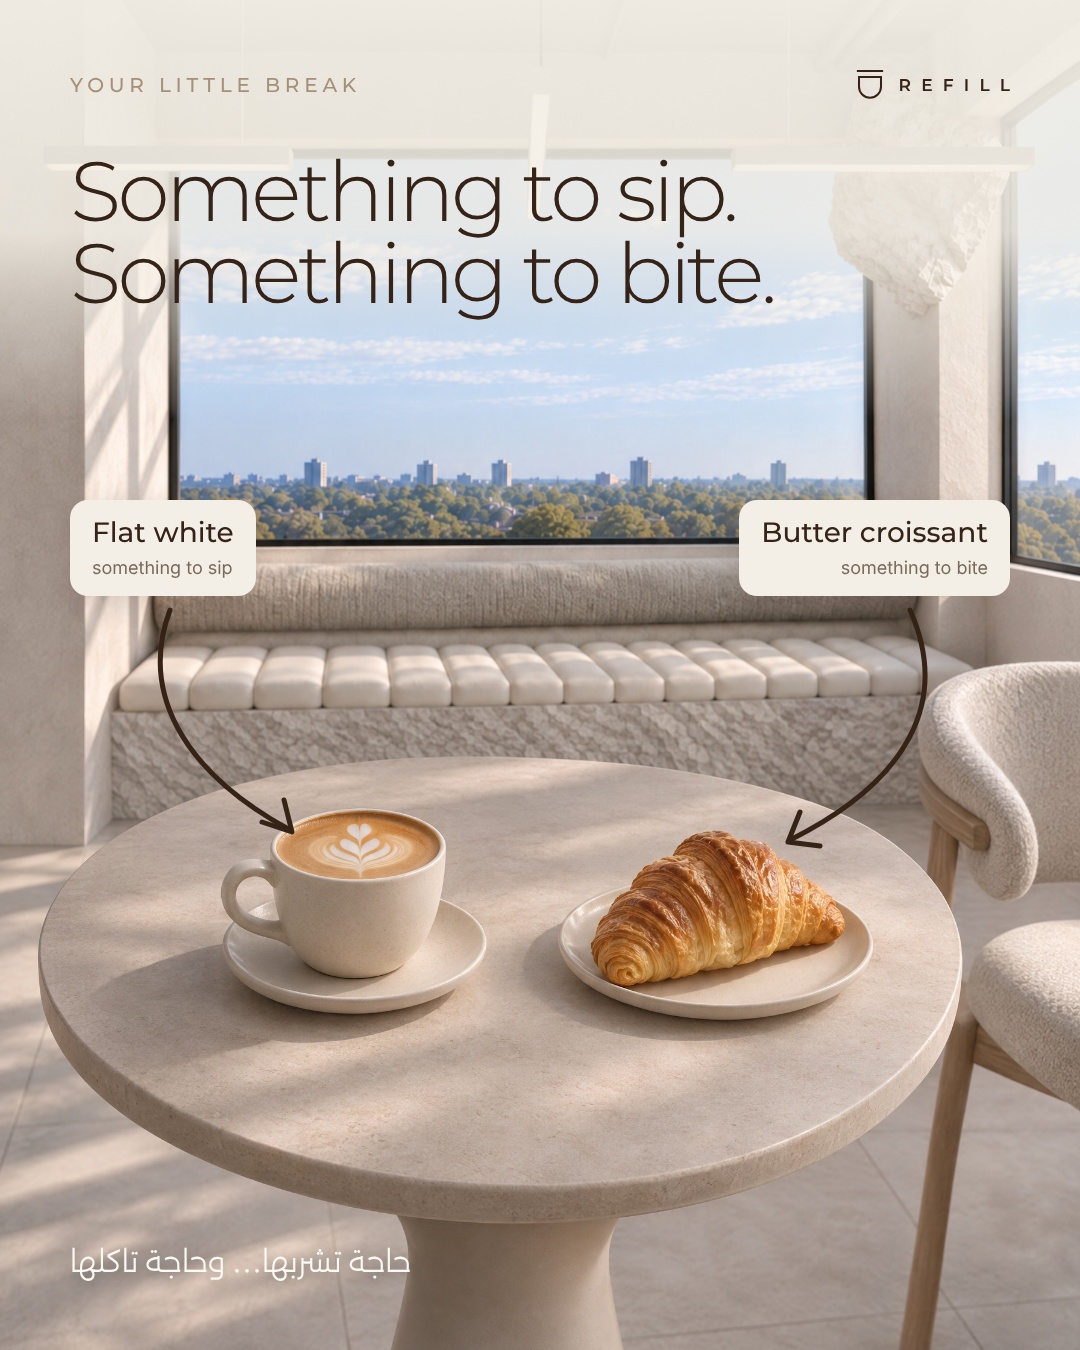 YOUR LITTLE BREAK
REFILL
Something to sip.
Something to bite.
Flat white
something to sip
Butter croissant
something to bite
حاجة تشربها... وحاجة تاكلها